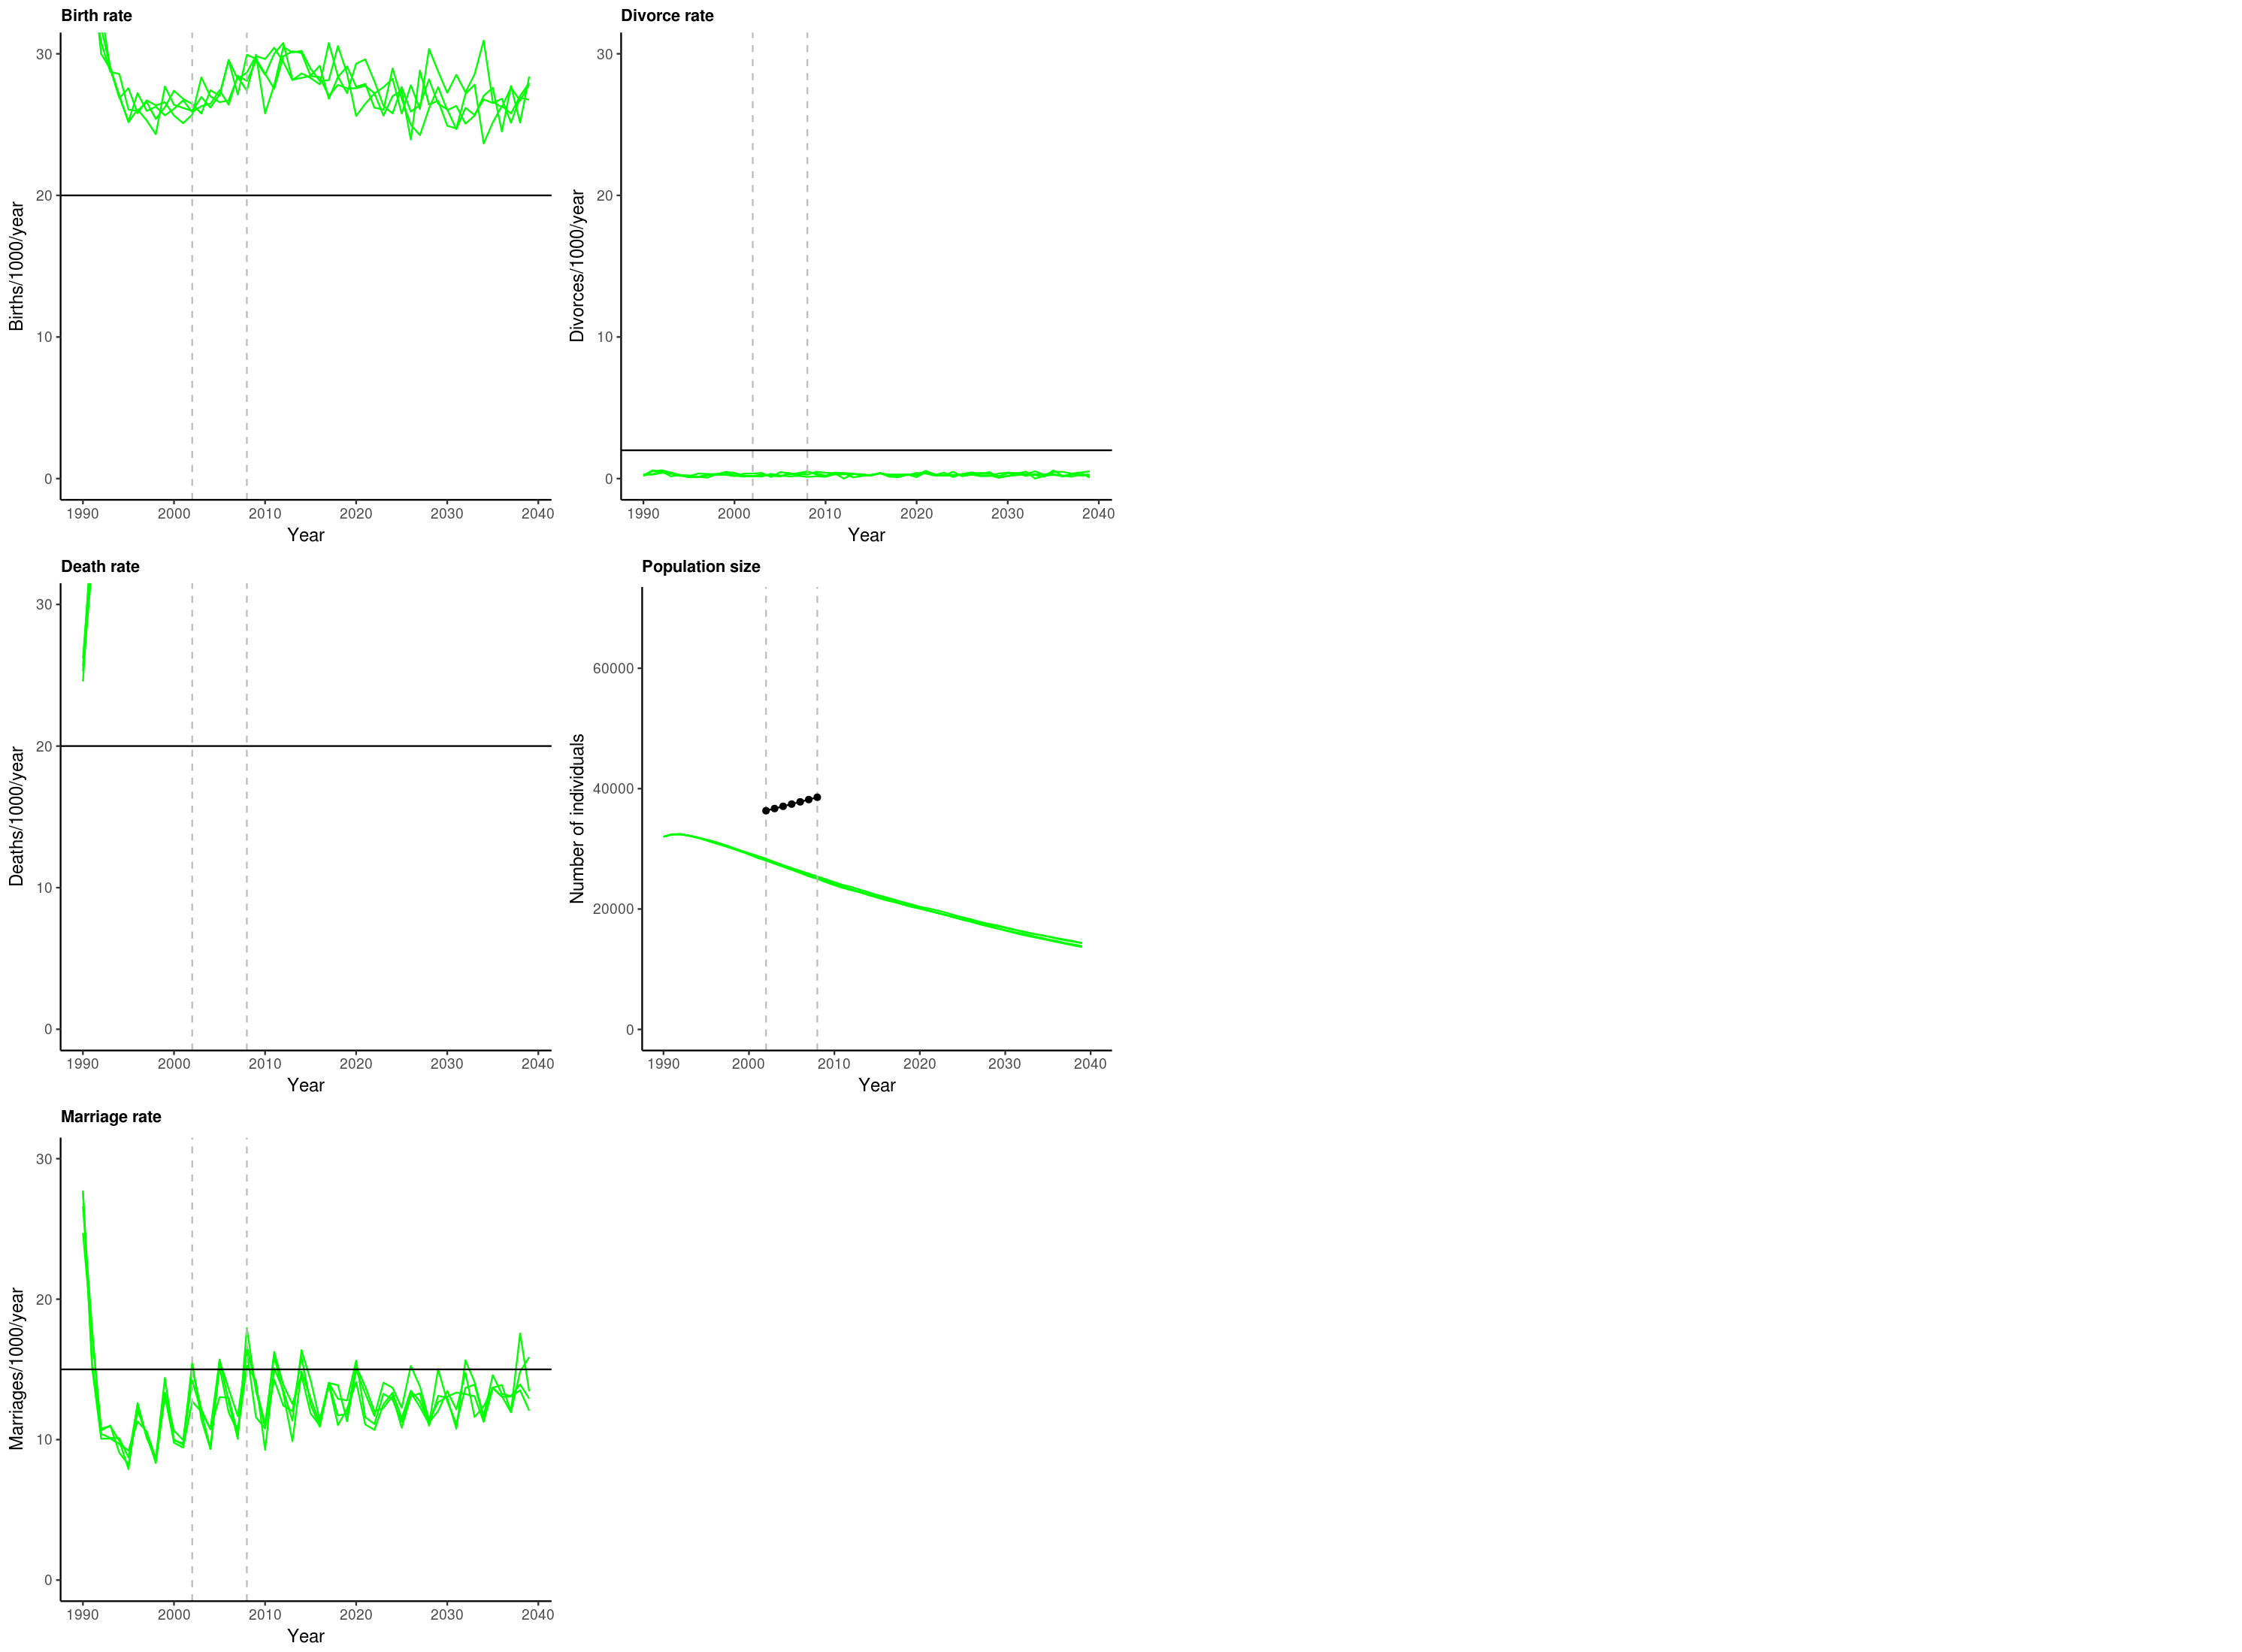 Birth rate
Births/1000/year
30
20
10
0
1990 2000 2010 2020 2030 2040
Year
Divorce rate
Divorces/1000/year
30
20
10
0
1990 2000 2010 2020 2030 2040
Year
Death rate
Deaths/1000/year
30
20
10
0
1990 2000 2010 2020 2030 2040
Year
Population size
Number of individuals
60000
40000
20000
0
1990 2000 2010 2020 2030 2040
Year
Marriage rate
Marriages/1000/year
30
20
10
0
1990 2000 2010 2020 2030 2040
Year